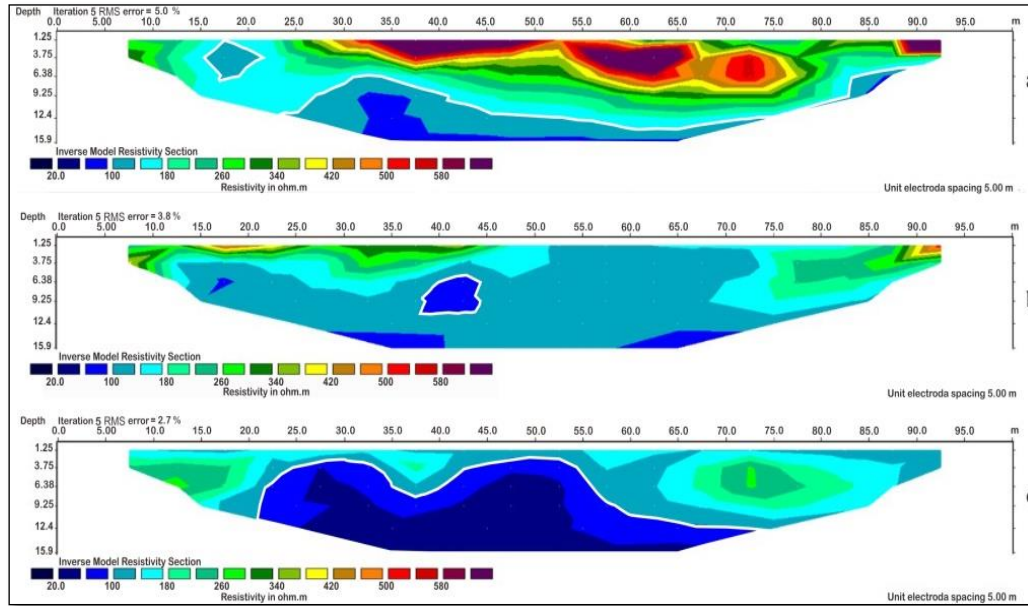 Depth Iteration 5 RMS error = 5.0 %
0.0 5.00 10.0 15.0 20.0 25.0 30.0 35.0 40.0 45.0 50.0 55.0 60.0 65.0 70.0 75.0 80.0 85.0 90.0 95.0 m
1.25
3.75
6.38
9.25
12.4
15.9
Inverse Model Resistivity Section
20.0 100 180 260 340 420 500 580
Resistivity in ohm.m
Unit electroda spacing 5.00 m
Depth Iteration 5 RMS error = 3.8 %
0.0 5.00 10.0 15.0 20.0 25.0 30.0 35.0 40.0 45.0 50.0 55.0 60.0 65.0 70.0 75.0 80.0 85.0 90.0 95.0 m
1.25
3.75
6.38
9.25
12.4
15.9
Inverse Model Resistivity Section
20.0 100 180 260 340 420 500 580
Resistivity in ohm.m
Unit electroda spacing 5.00 m
Depth Iteration 5 RMS error = 2.7 %
0.0 5.00 10.0 15.0 20.0 25.0 30.0 35.0 40.0 45.0 50.0 55.0 60.0 65.0 70.0 75.0 80.0 85.0 90.0 95.0 m
1.25
3.75
6.38
9.25
12.4
15.9
Inverse Model Resistivity Section
20.0 100 180 260 340 420 500 580
Resistivity in ohm.m
Unit electroda spacing 5.00 m